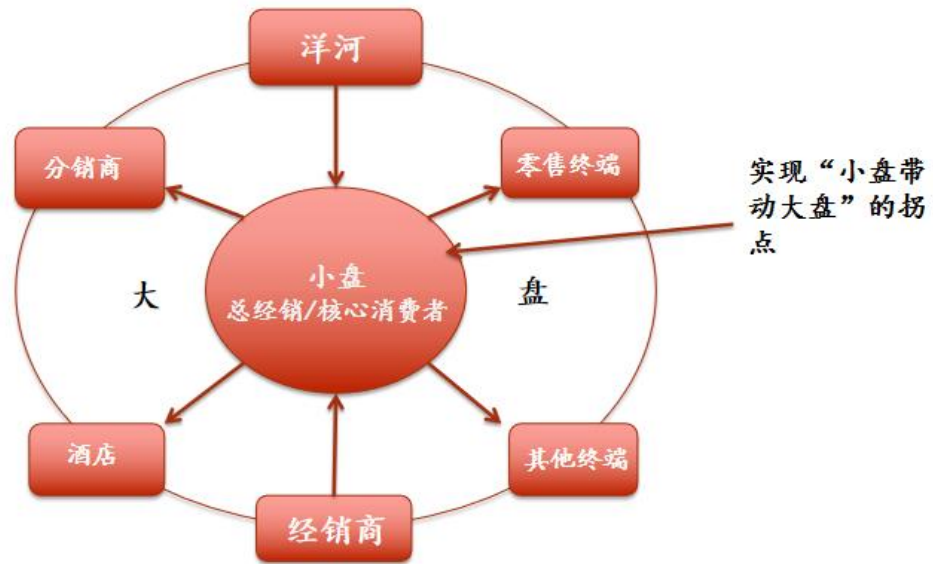 洋河
分销商
零售终端
实现“小盘带
动大盘”的拐
点
小盘
总经销/核心消费者
大
盘
酒店
其他终端
经销商